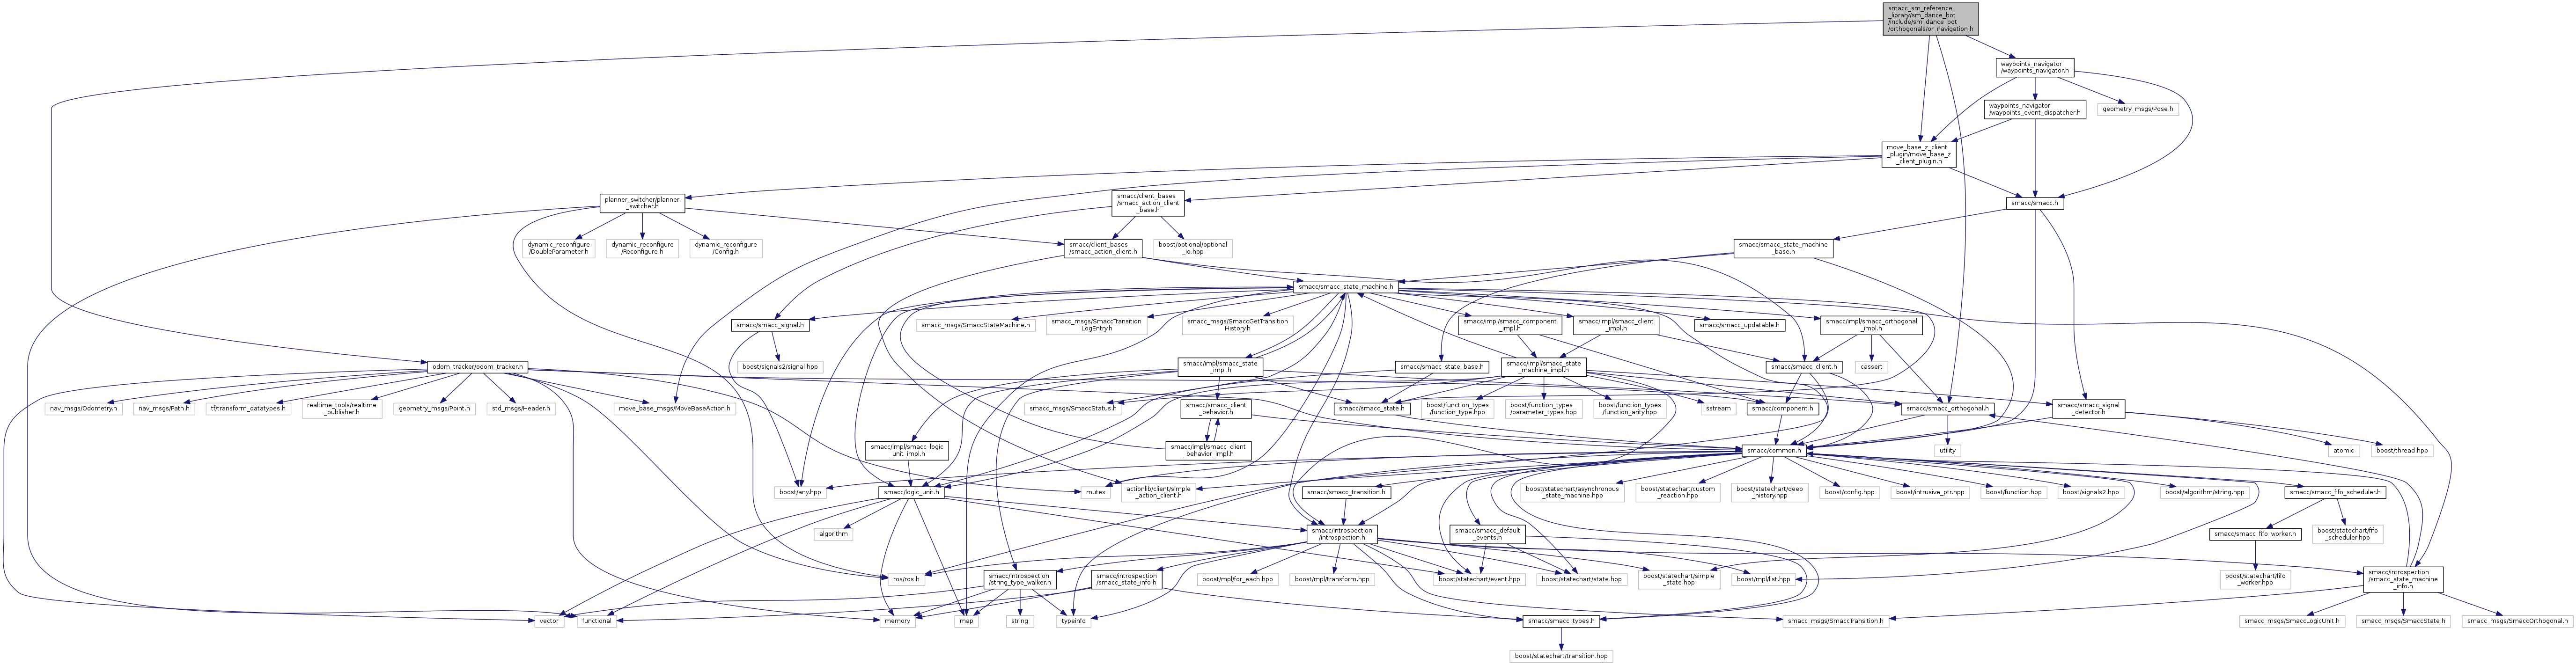 smacc_sm_reference
_library/sm_dance_bot
/include/sm_dance_bot
/orthogonals/or_navigation.h
waypoints_navigator
/waypoints_navigator.h
waypoints_navigator
/waypoints_event_dispatcher.h
geometry_msgs/Pose.h
move_base_z_client
_plugin/move_base_z
_client_plugin.h
planner_switcher/planner
_switcher.h
smacc/client_bases
/smacc_action_client
_base.h
smacc/smacc.h
dynamic_reconfigure
/DoubleParameter.h
dynamic_reconfigure
/Reconfigure.h
dynamic_reconfigure
/Config.h
smacc/client_bases
/smacc_action_client.h
boost/optional/optional
_io.hpp
smacc/smacc_state_machine
_base.h
smacc/smacc_state_machine.h
smacc/smacc_signal.h
smacc_msgs/SmaccStateMachine.h
smacc_msgs/SmaccTransition
LogEntry.h
smacc_msgs/SmaccGetTransition
History.h
smacc/impl/smacc_component
_impl.h
smacc/impl/smacc_client
_impl.h
smacc/smacc_updatable.h
smacc/impl/smacc_orthogonal
_impl.h
odom_tracker/odom_tracker.h
boost/signals2/signal.hpp
smacc/impl/smacc_state
_impl.h
smacc/smacc_state_base.h
smacc/impl/smacc_state
_machine_impl.h
smacc/smacc_client.h
cassert
nav_msgs/Odometry.h
nav_msgs/Path.h
tf/transform_datatypes.h
realtime_tools/realtime
_publisher.h
geometry_msgs/Point.h
std_msgs/Header.h
move_base_msgs/MoveBaseAction.h
smacc_msgs/SmaccStatus.h
smacc/smacc_client
_behavior.h
smacc/smacc_state.h
boost/function_types
/function_type.hpp
boost/function_types
/parameter_types.hpp
boost/function_types
/function_arity.hpp
sstream
smacc/component.h
smacc/smacc_orthogonal.h
smacc/smacc_signal
_detector.h
smacc/impl/smacc_logic
_unit_impl.h
smacc/impl/smacc_client
_behavior_impl.h
smacc/common.h
utility
atomic
boost/thread.hpp
boost/any.hpp
smacc/logic_unit.h
mutex
actionlib/client/simple
_action_client.h
smacc/smacc_transition.h
boost/statechart/asynchronous
_state_machine.hpp
boost/statechart/custom
_reaction.hpp
boost/statechart/deep
_history.hpp
boost/config.hpp
boost/intrusive_ptr.hpp
boost/function.hpp
boost/signals2.hpp
boost/algorithm/string.hpp
smacc/smacc_fifo_scheduler.h
algorithm
smacc/introspection
/introspection.h
smacc/smacc_default
_events.h
smacc/smacc_fifo_worker.h
boost/statechart/fifo
_scheduler.hpp
ros/ros.h
smacc/introspection
/string_type_walker.h
smacc/introspection
/smacc_state_info.h
boost/mpl/for_each.hpp
boost/mpl/transform.hpp
boost/statechart/event.hpp
boost/statechart/state.hpp
boost/statechart/simple
_state.hpp
boost/mpl/list.hpp
boost/statechart/fifo
_worker.hpp
smacc/introspection
/smacc_state_machine
_info.h
vector
functional
memory
map
string
typeinfo
smacc/smacc_types.h
smacc_msgs/SmaccTransition.h
smacc_msgs/SmaccLogicUnit.h
smacc_msgs/SmaccState.h
smacc_msgs/SmaccOrthogonal.h
boost/statechart/transition.hpp